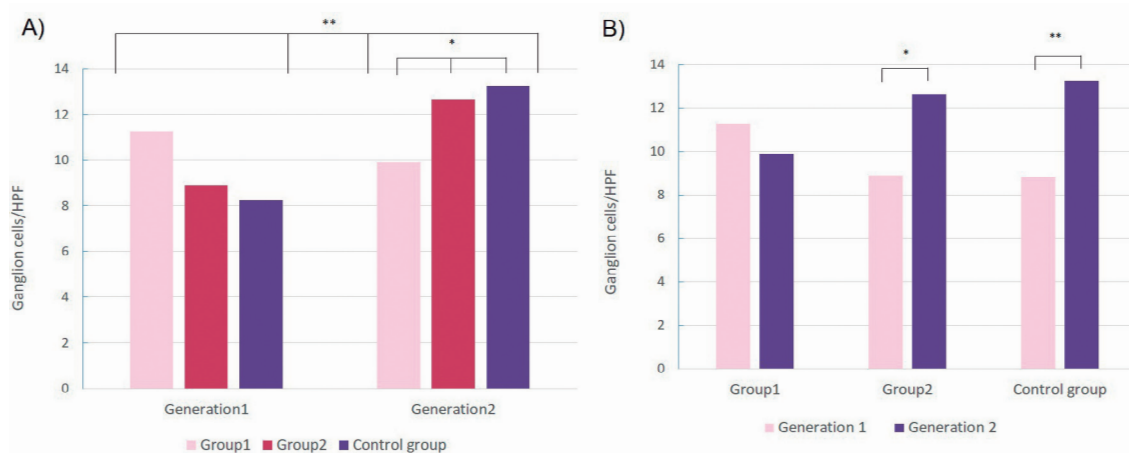 A)
**
*
14
12
10
8
6
4
2
0
Ganglion cells/HPF
Generation1 Generation2
Group1 Group2 Control group
B)
*
**
14
12
10
8
6
4
2
0
Ganglion cells/HPF
Group1 Group2 Control group
Generation 1 Generation 2